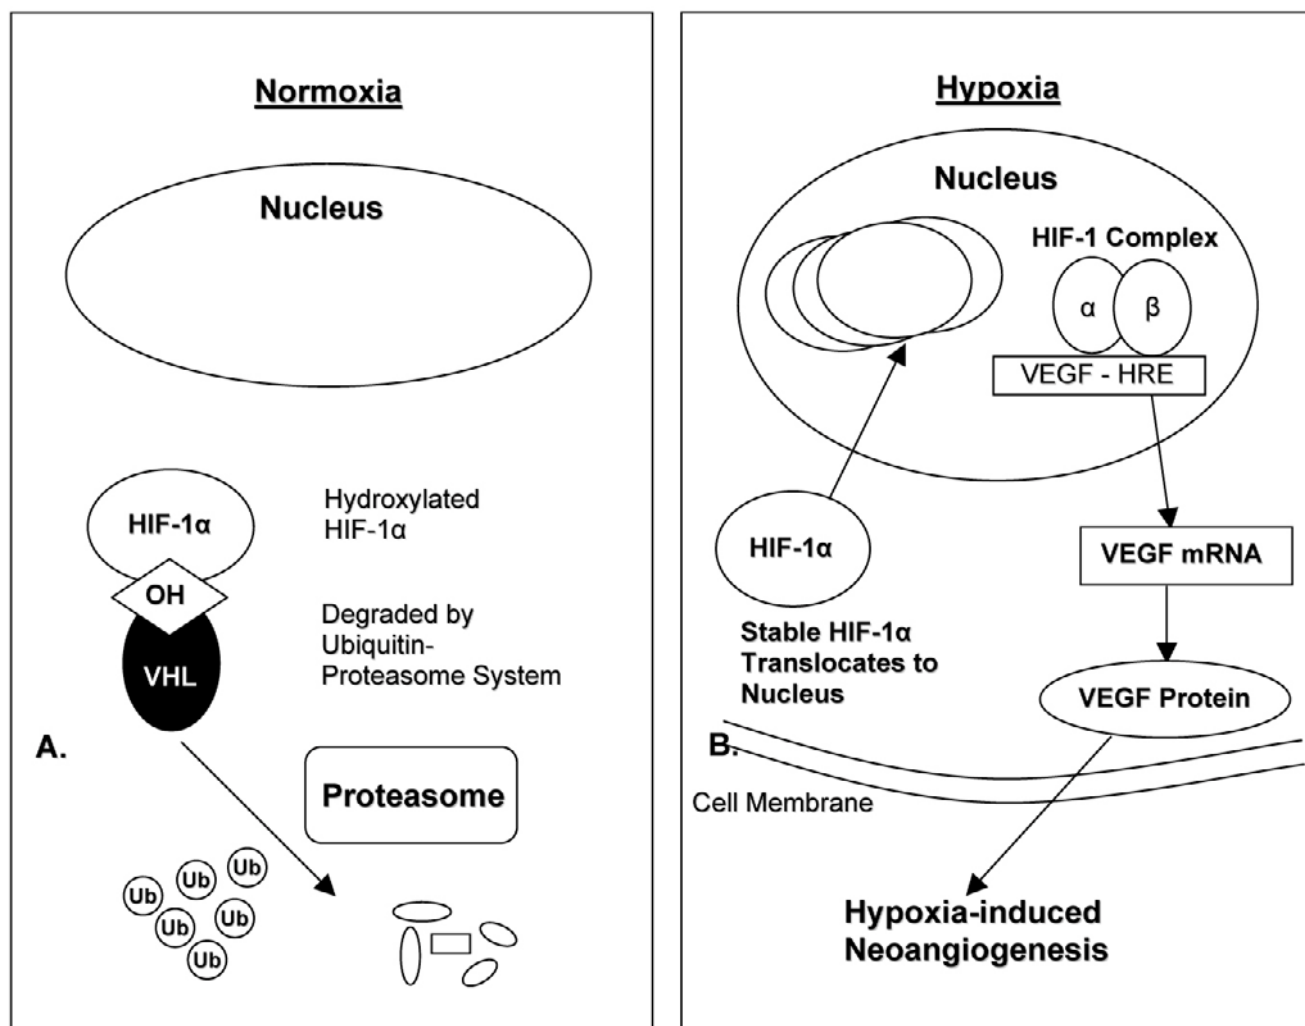 Normoxia
Nucleus
HIF-1α
OH
VHL
Hydroxylated
HIF-1α
Degraded by
Ubiquitin-
Proteasome System
A.
Proteasome
Ub
Ub
Ub
Ub
Ub
Ub
Hypoxia
Nucleus
HIF-1 Complex
α
β
VEGF - HRE
HIF-1α
Stable HIF-1α
Translocates to
Nucleus
VEGF mRNA
VEGF Protein
B.
Cell Membrane
Hypoxia-induced
Neoangiogenesis